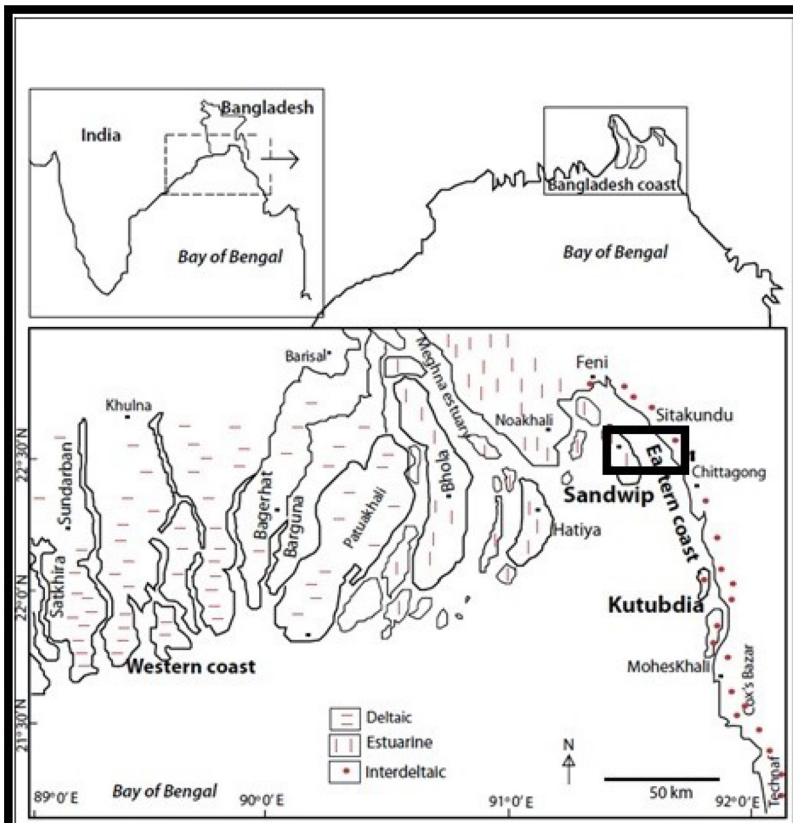 Bangladesh
India
Bay of Bengal
Bangladesh coast
Bay of Bengal
Barisal
Meghna estuary
Feni
Khulna
Noakhali
Sitakundu
22°30'N
Sundarban
Bagerhat
Barguna
Patuakhali
Bhola
Sandwip
Eastern coast
Chittagong
Hatiya
22°0'N
Satkhira
Kutubdia
Western coast
MohesKhali
Cox's Bazar
21°30'N
Deltaic
Estuarine
Interdeltaic
N
50 km
Technaf
Bay of Bengal
89°0' E
90°0' E
91°0' E
92°0' E